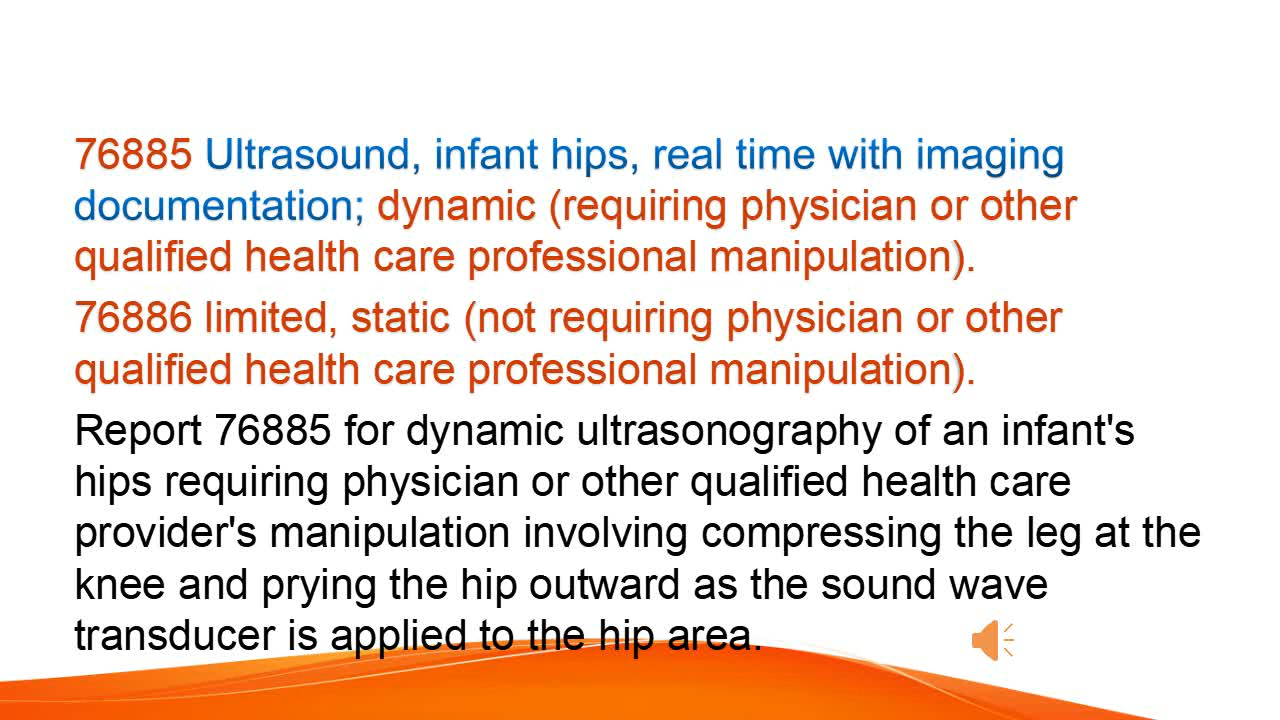 76885 Ultrasound, infant hips, real time with imaging
documentation; dynamic (requiring physician or other
qualified health care professional manipulation).
76886 limited, static (not requiring physician or other
qualified health care professional manipulation).
Report 76885 for dynamic ultrasonography of an infant's
hips requiring physician or other qualified health care
provider's manipulation involving compressing the leg at the
knee and prying the hip outward as the sound wave
transducer is applied to the hip area.